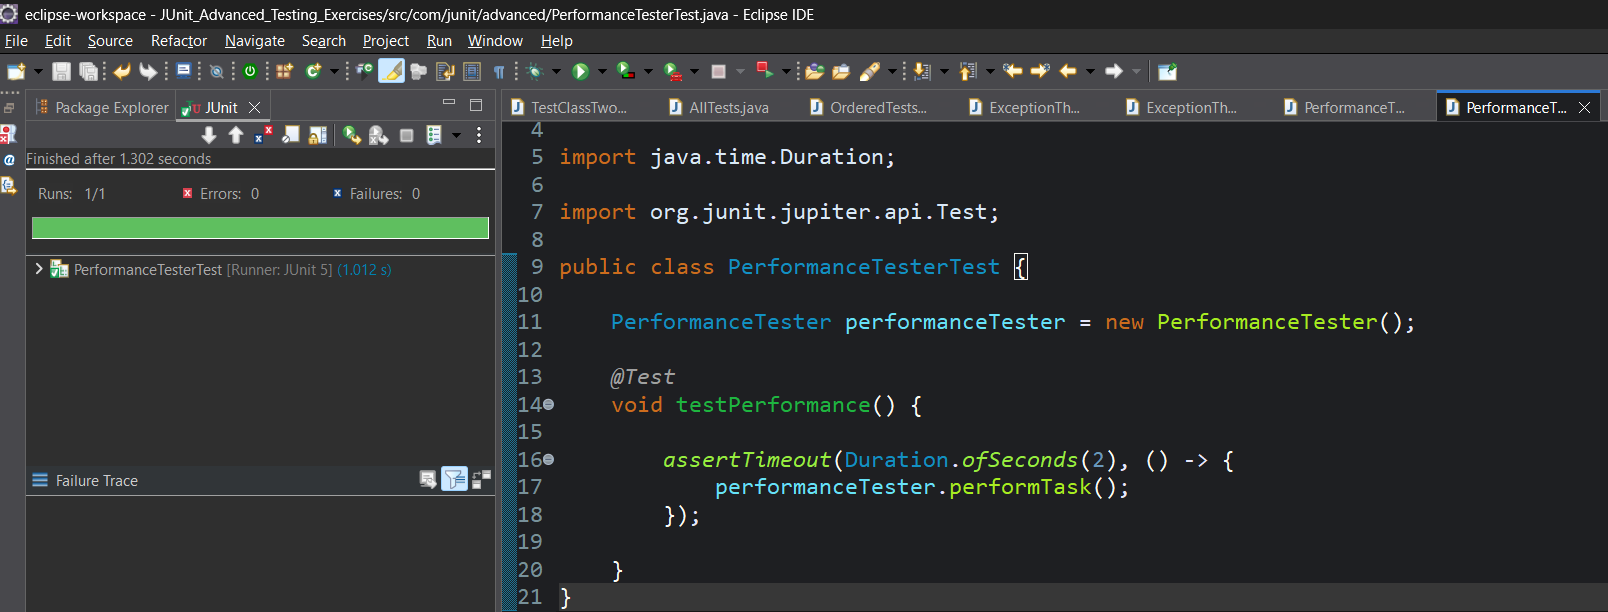 eclipse-workspace - JUnit_Advanced_Testing_Exercises/src/com/junit/advanced/PerformanceTesterTest.java - Eclipse IDE
File Edit Source Refactor Navigate Search Project Run Window Help
Package Explorer JUnit
Finished after 1.302 seconds
Runs: 1/1 Errors: 0 Failures: 0
PerformanceTesterTest [Runner: JUnit 5] (1.012 s)
Failure Trace
TestClassTwo... AllTests.java OrderedTests... ExceptionTh... ExceptionTh... PerformanceT... PerformanceT...
4
5 import java.time.Duration;
6
7 import org.junit.jupiter.api.Test;
8
9 public class PerformanceTesterTest {
10
11 PerformanceTester performanceTester = new PerformanceTester();
12
13 @Test
14 void testPerformance() {
15
16 assertTimeout(Duration.ofSeconds(2), () -> {
17 performanceTester.performTask();
18 });
19
20 }
21 }